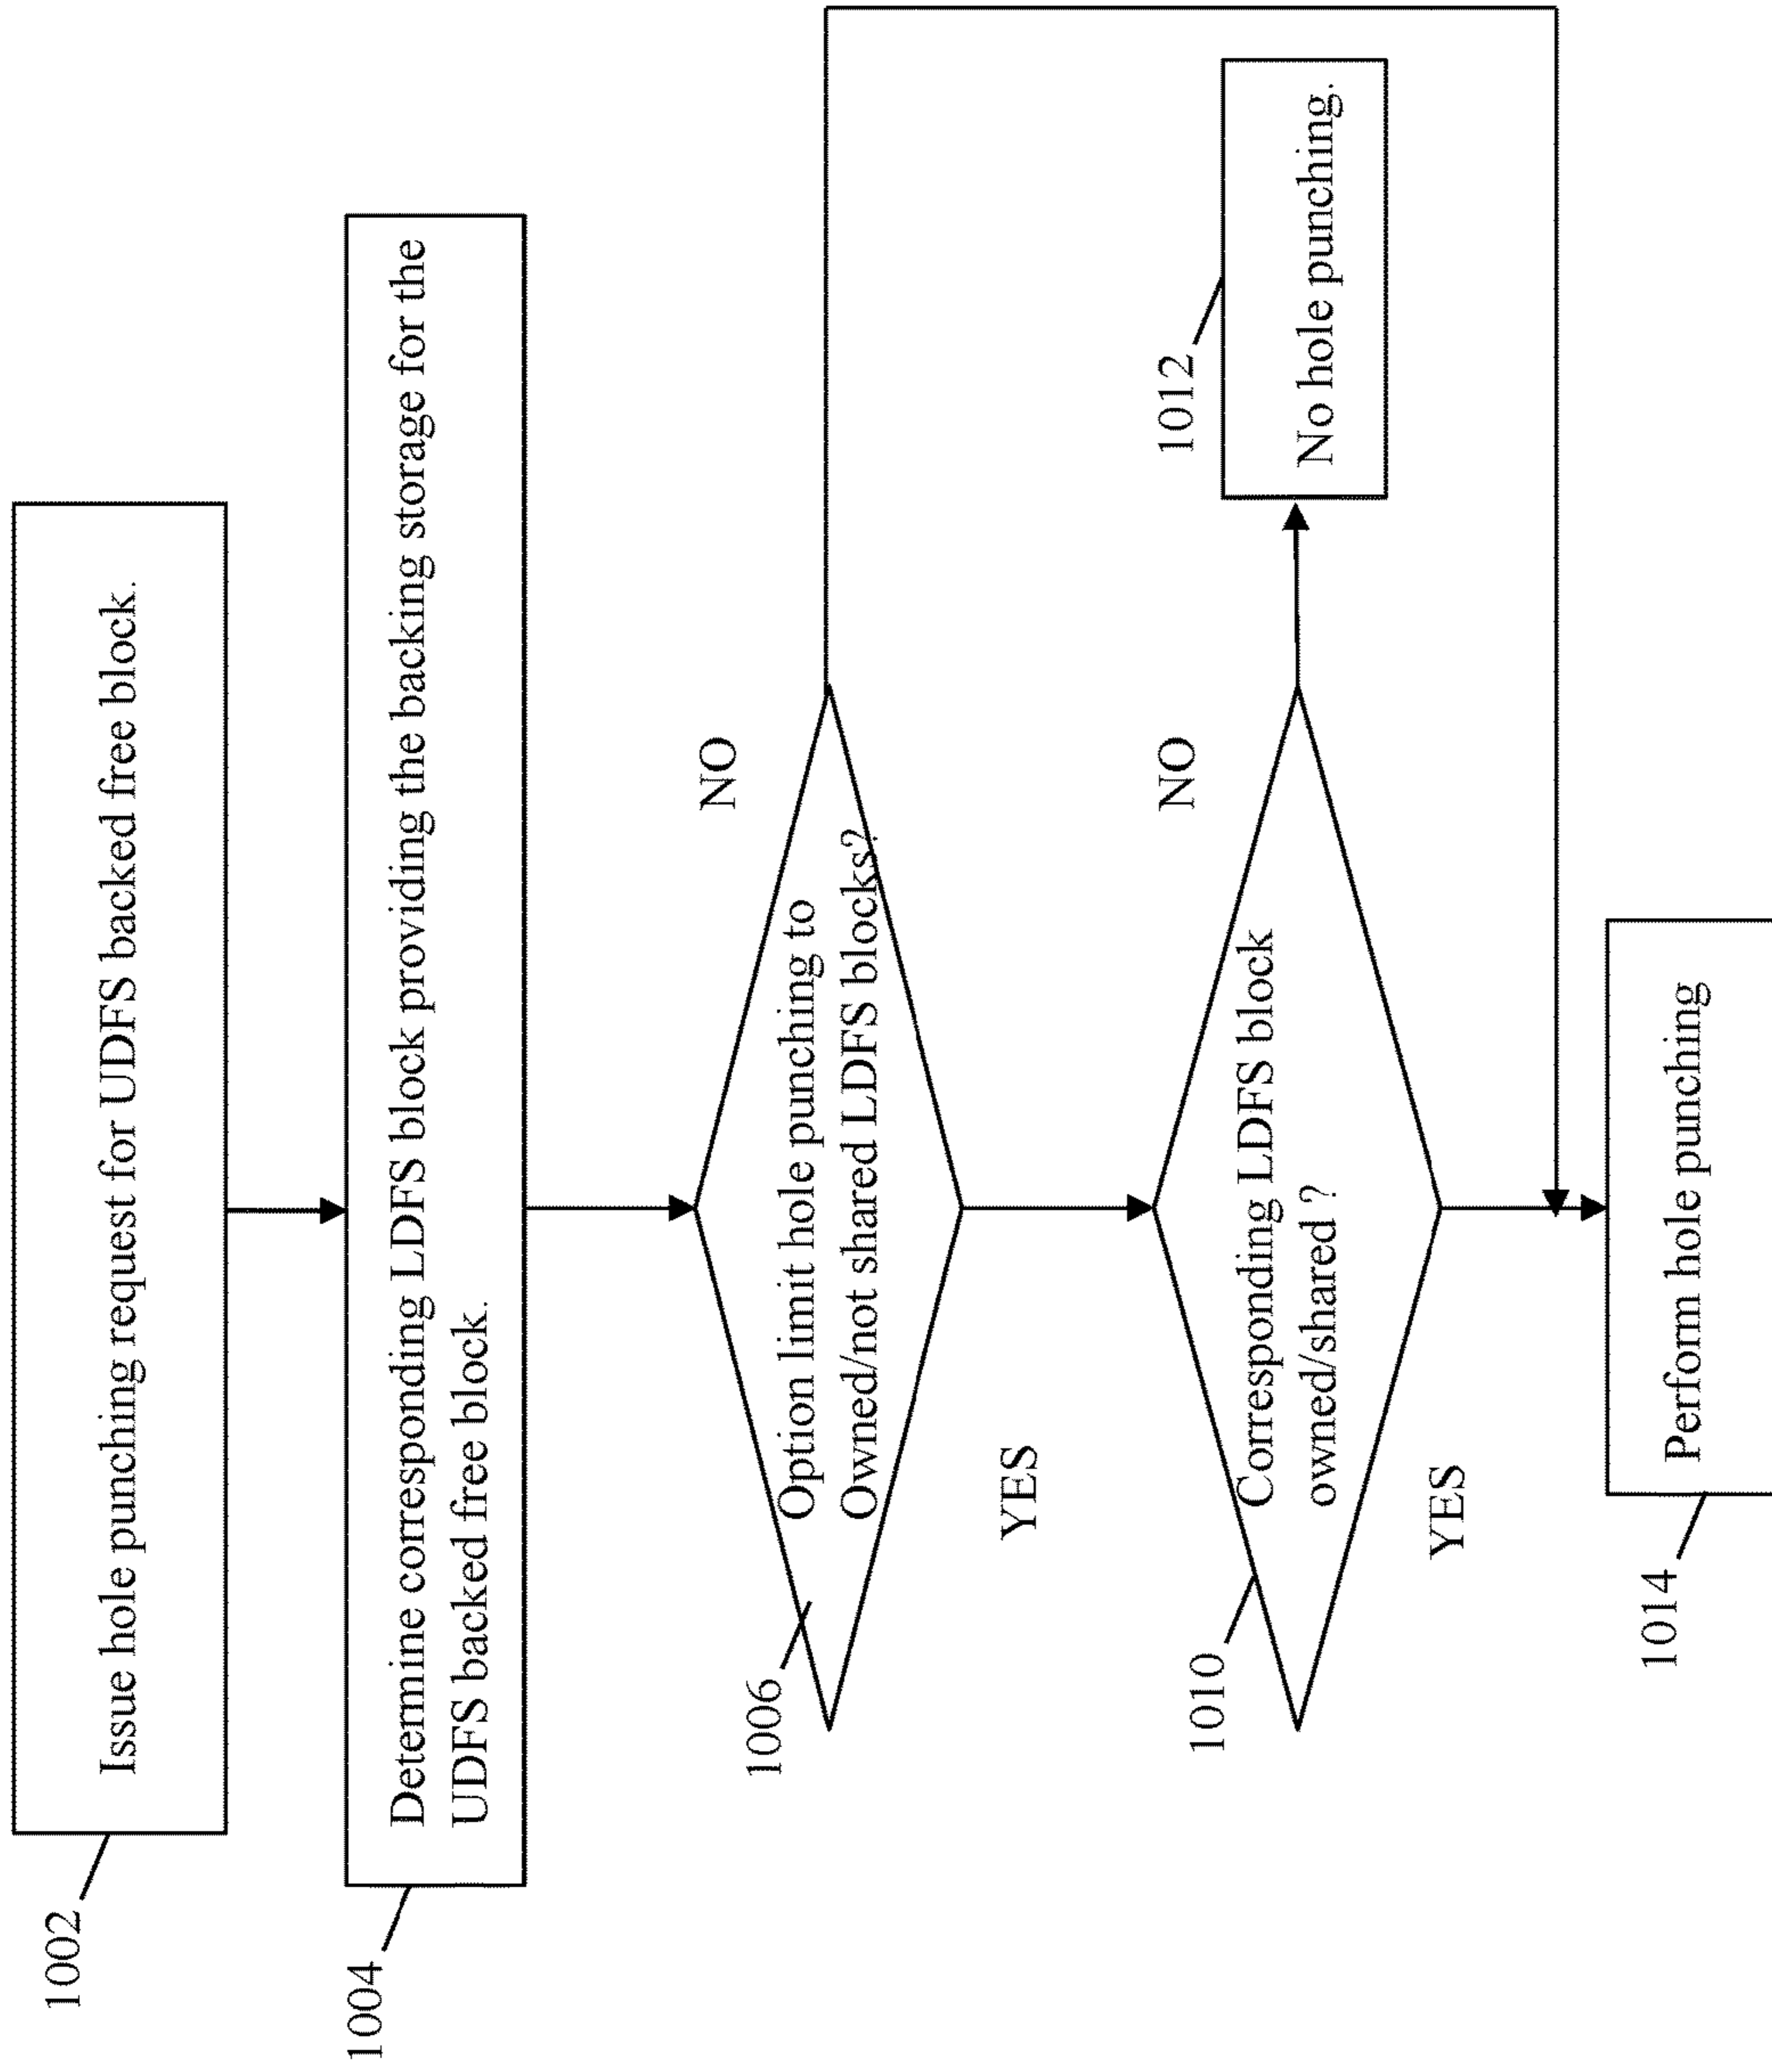 1002
Issue hole punching request for UDFS backed free block.
1004
Determine corresponding LDFS block providing the backing storage for the
UDFS backed free block.
1006
Option limit hole punching to
Owned/not shared LDFS blocks?
NO
YES
1010
Corresponding LDFS block
owned/shared ?
NO
1012
No hole punching.
YES
1014
Perform hole punching